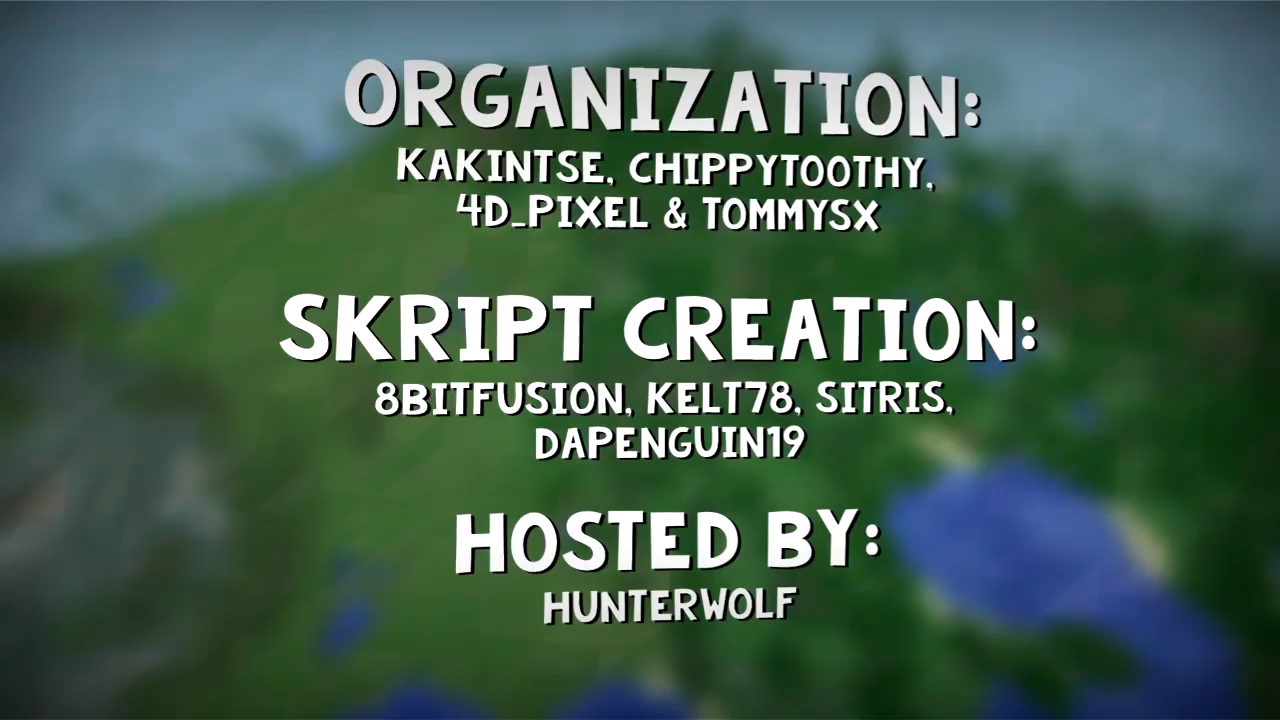 ORGANIZATION:
KAKINTSE, CHIPPYTOOTHY,
4D_PIXEL & TOMMYSX
SKRIPT CREATION:
8BITFUSION, KELT78, SITRIS,
DAPENGUIN19
HOSTED BY:
HUNTERWOLF